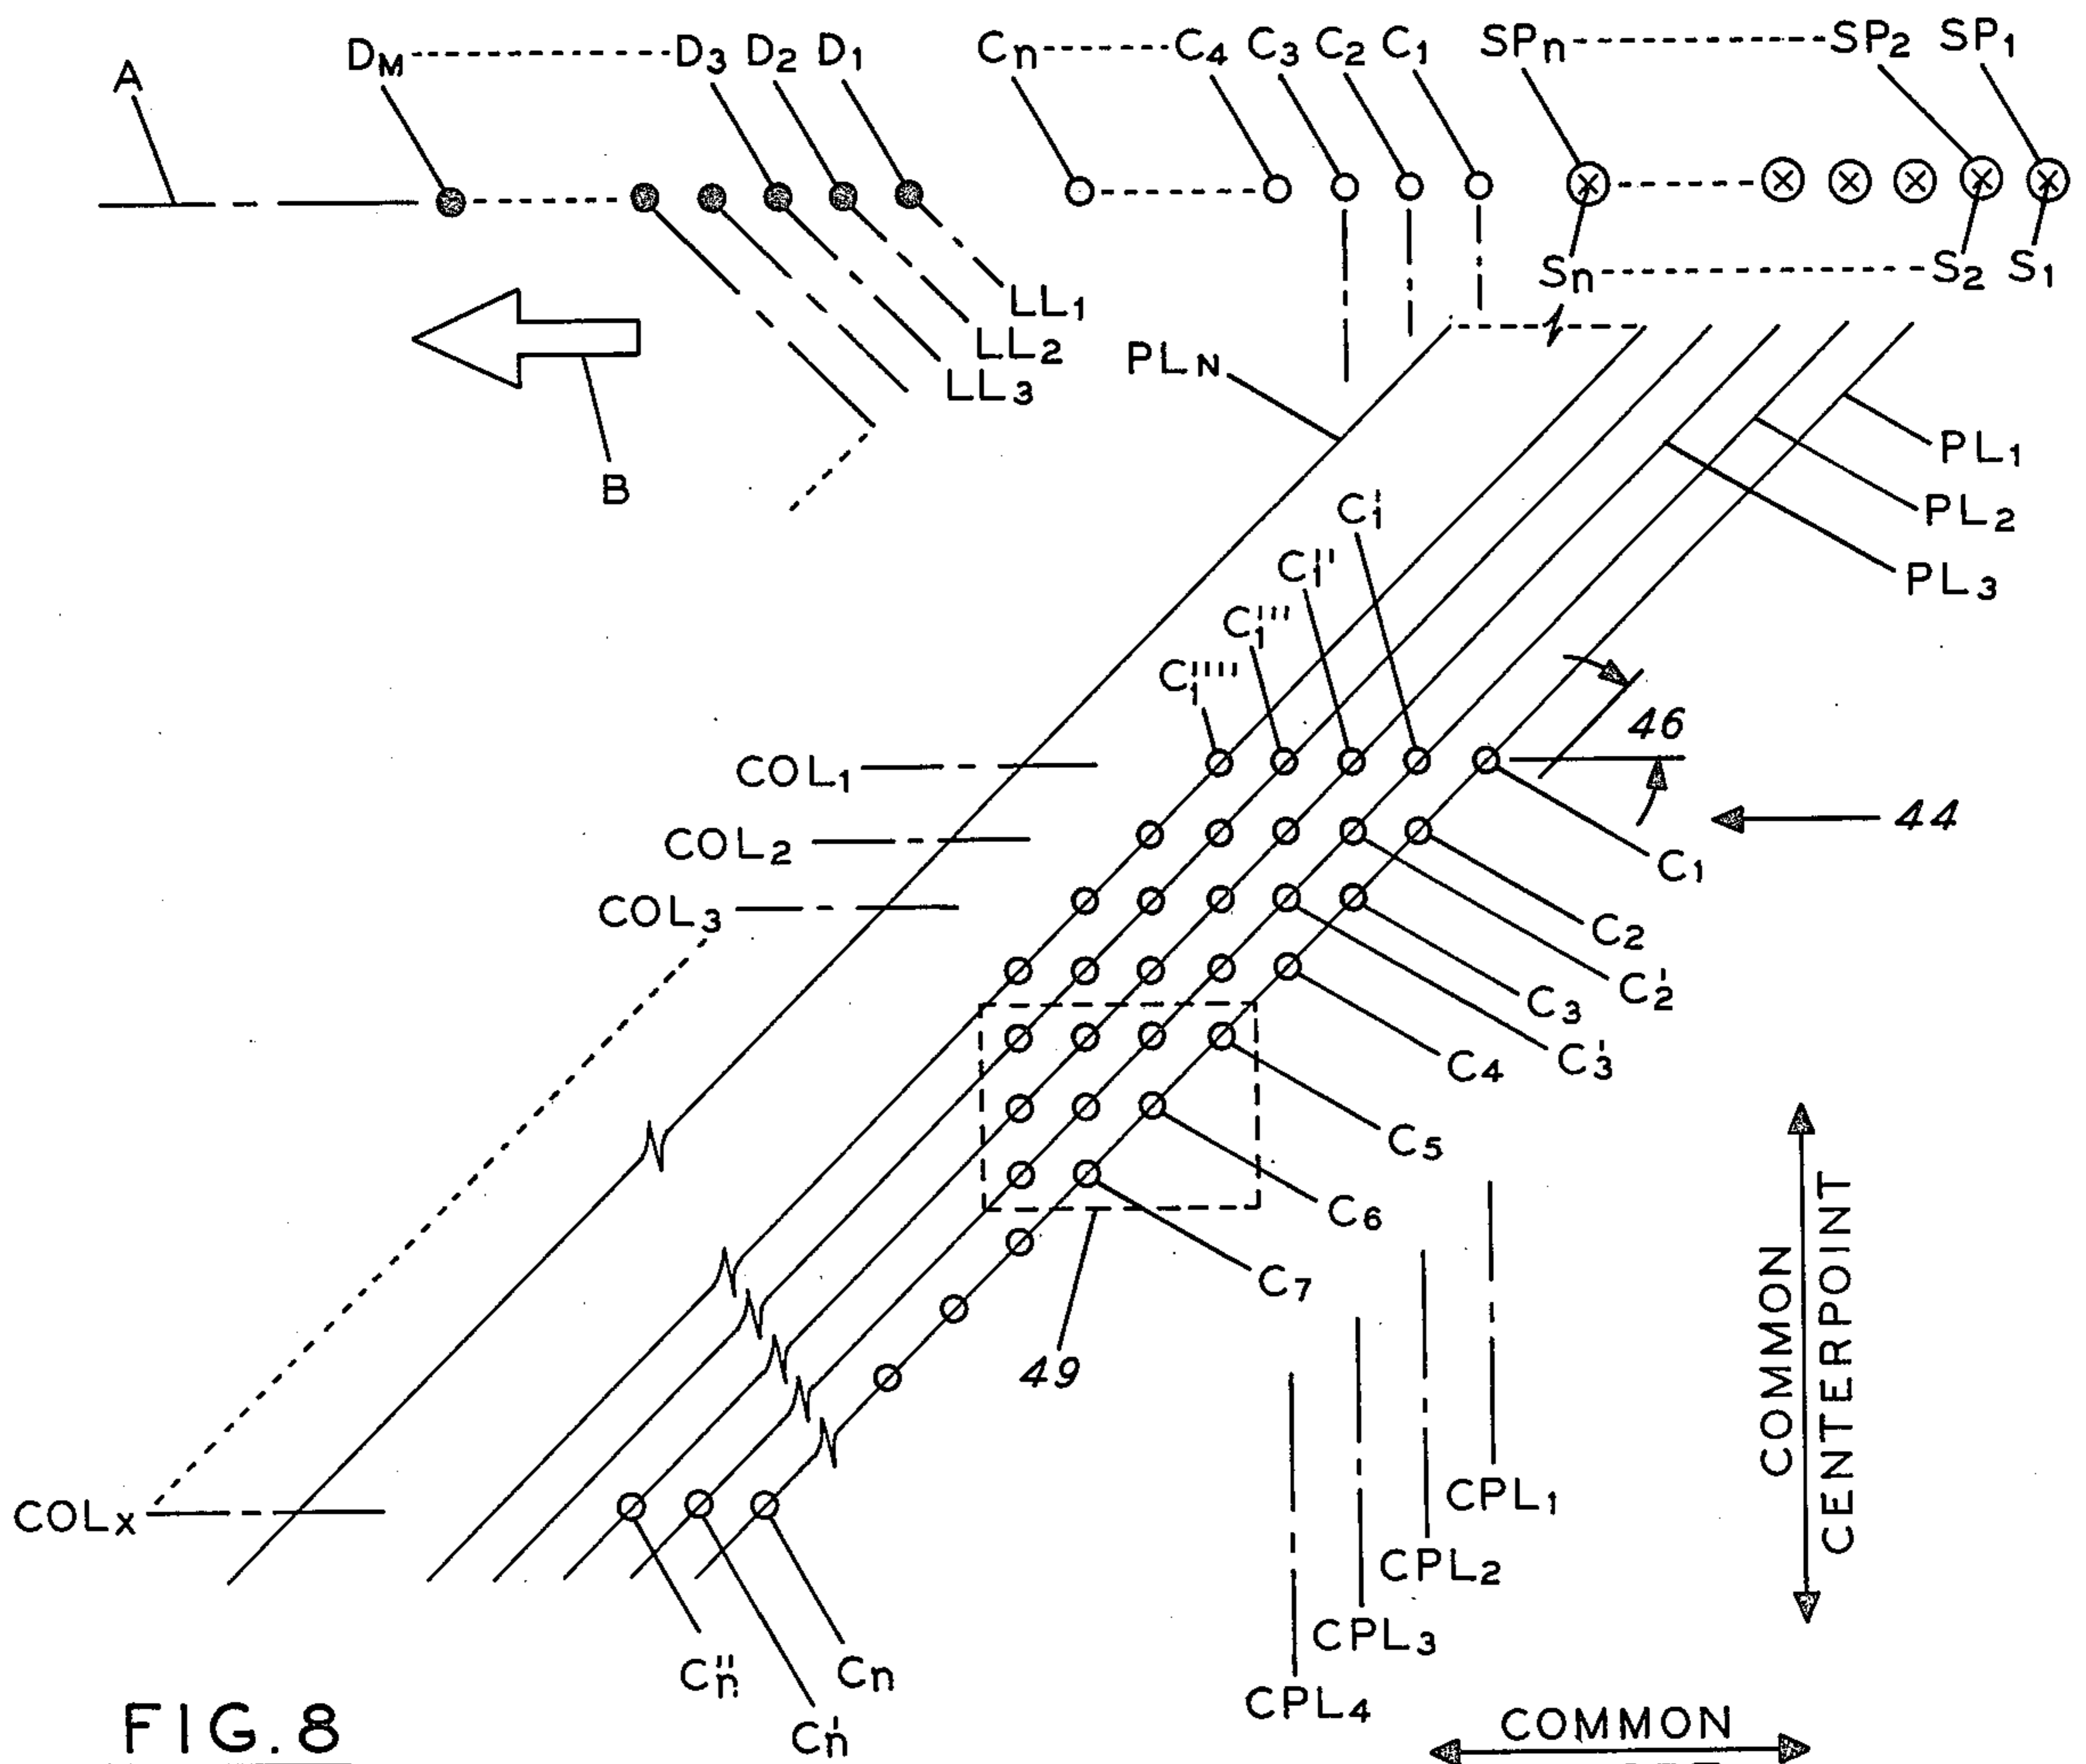 A
DM D3 D2 D1 Cn C4 C3 C2 C1 SPn SP2 SP1
Sn S2 S1
LL1
LL2
LL3
PLN
B
PL1
PL2
PL3
C1'
C1''
C1'''
C1''''
46
COL1
44
COL2
C1
COL3
C2
C2'
C3
C3'
C4
C5
C6
C7
49
COMMON
CENTERPOINT
COLX
CPL1
CPL2
CPL3
CPL4
Cn'' Cn
Cn'
FIG. 8
COMMON